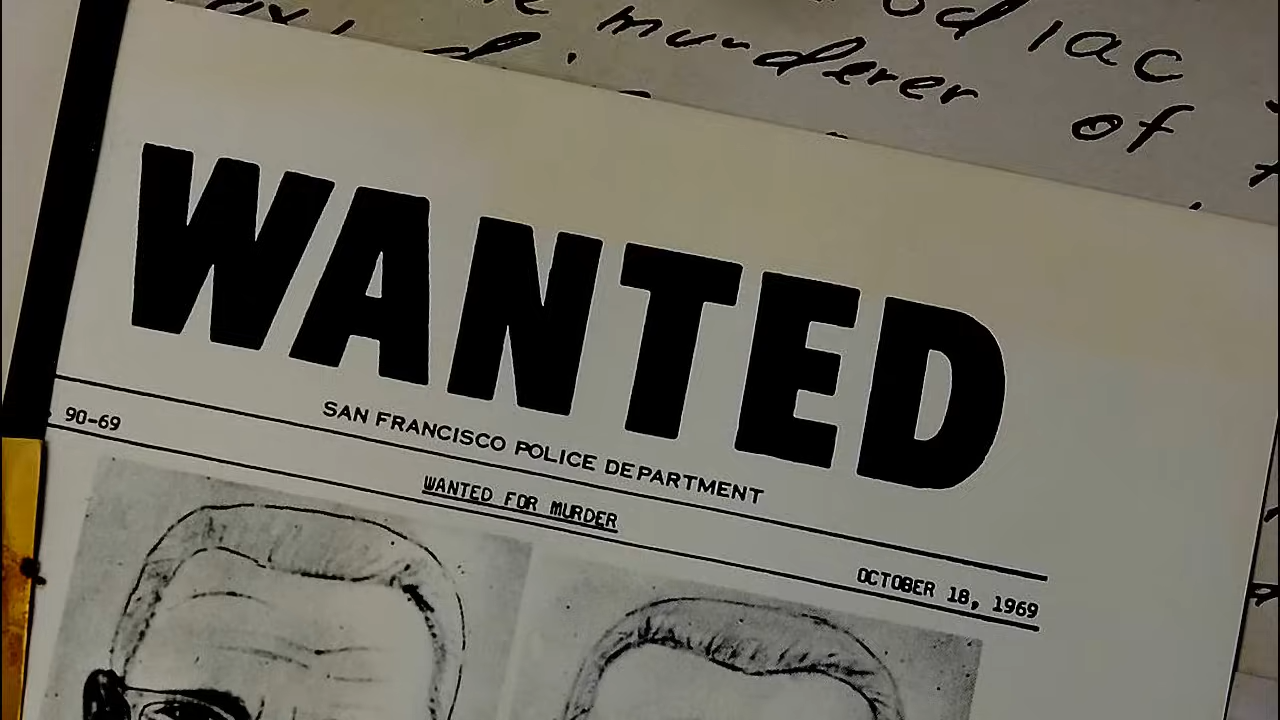 murderer of
WANTED
SAN FRANCISCO POLICE DEPARTMENT
90-69
WANTED FOR MURDER
OCTOBER 18, 1969